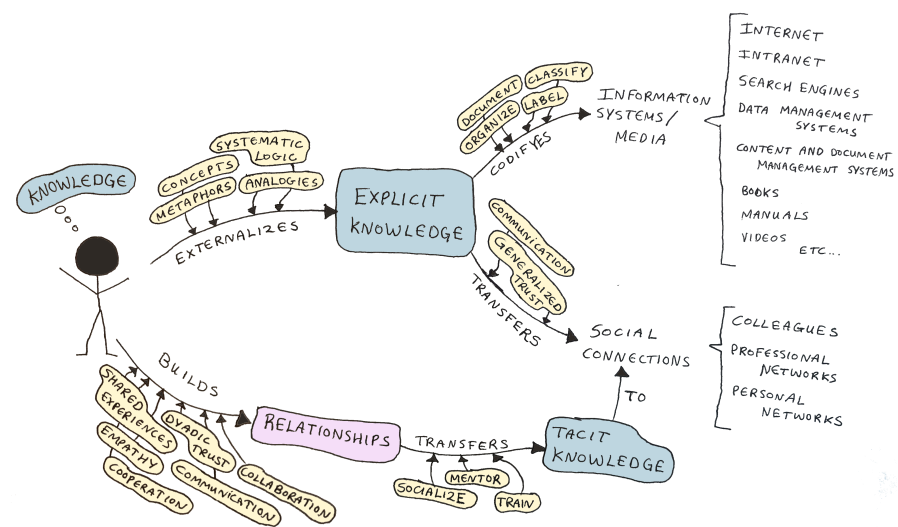 KNOWLEDGE
CONCEPTS
METAPHORS
SYSTEMATIC
LOGIC
ANALOGIES
EXTERNALIZES
EXPLICIT
KNOWLEDGE
DOCUMENT
ORGANIZE
CLASSIFY
LABEL
CODIFYES
INFORMATION
SYSTEMS/
MEDIA
INTERNET
INTRANET
SEARCH ENGINES
DATA MANAGEMENT
SYSTEMS
CONTENT AND DOCUMENT
MANAGEMENT SYSTEMS
BOOKS
MANUALS
VIDEOS
ETC...
COMMUNICATION
GENERALIZED
TRUST
TRANSFERS
SOCIAL
CONNECTIONS
COLLEAGUES
PROFESSIONAL
NETWORKS
PERSONAL
NETWORKS
BUILDS
SHARED
EXPERIENCES
EMPATHY
COOPERATION
DYADIC
TRUST
COMMUNICATION
COLLABORATION
RELATIONSHIPS
TRANSFERS
SOCIALIZE
MENTOR
TRAIN
TACIT
KNOWLEDGE
TO